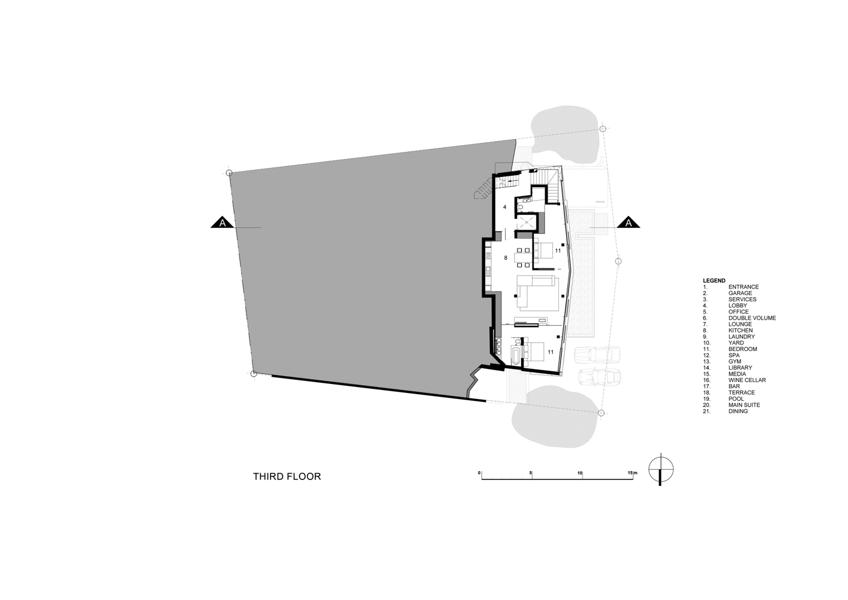 A
A
4
8
11
11
LEGEND
1. ENTRANCE
2. GARAGE
3. SERVICES
4. LOBBY
5. OFFICE
6. DOUBLE VOLUME
7. LOUNGE
8. KITCHEN
9. LAUNDRY
10. YARD
11. BEDROOM
12. SPA
13. GYM
14. LIBRARY
15. MEDIA
16. WINE CELLAR
17. BAR
18. TERRACE
19. POOL
20. MAIN SUITE
21. DINING
THIRD FLOOR
0 5 10 15m